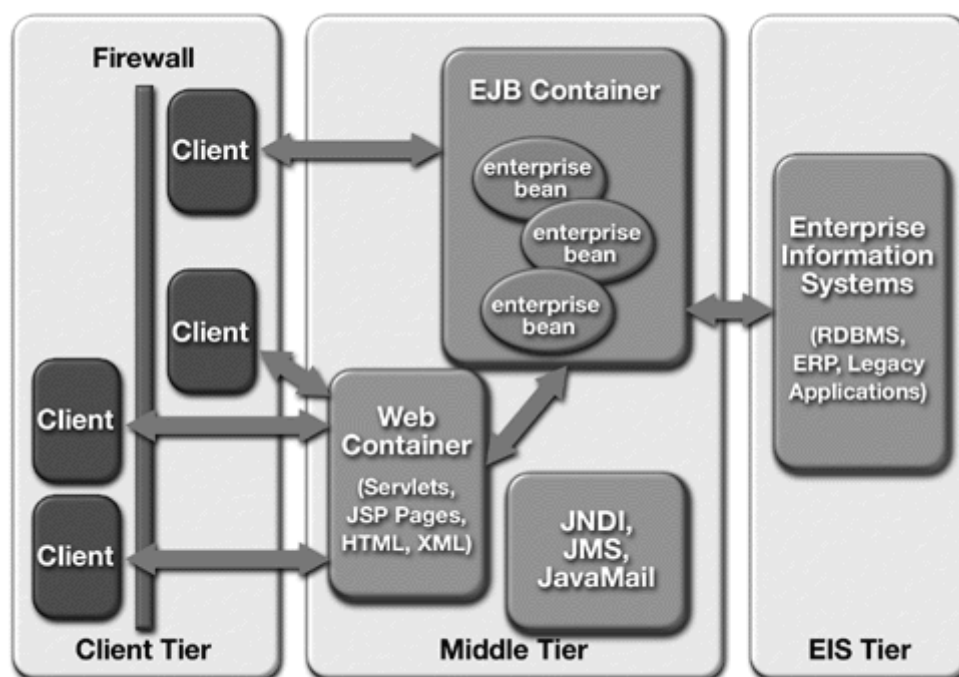 Firewall
Client
Client
Client
Client
Client Tier
EJB Container
enterprise
bean
enterprise
bean
enterprise
bean
Web
Container
(Servlets,
JSP Pages,
HTML, XML)
JNDI,
JMS,
JavaMail
Middle Tier
Enterprise
Information
Systems
(RDBMS,
ERP, Legacy
Applications)
EIS Tier